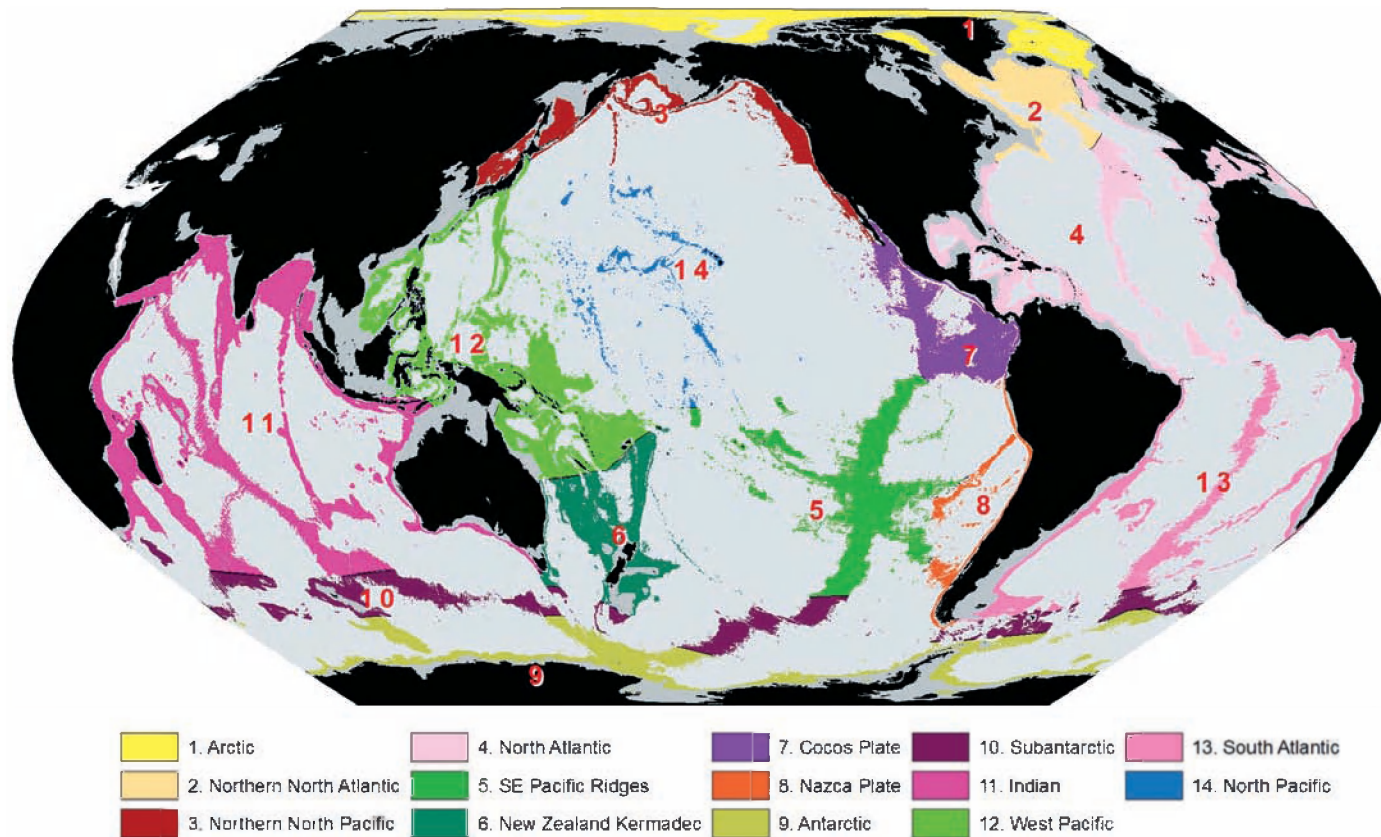 1
2
3
4
14
12
7
11
13
5
8
6
10
9
1. Arctic
4. North Atlantic
7. Cocos Plate
10. Subantarctic
13. South Atlantic
2. Northern North Atlantic
5. SE Pacific Ridges
8. Nazca Plate
11. Indian
14. North Pacific
3. Northern North Pacific
6. New Zealand Kermadec
9. Antarctic
12. West Pacific